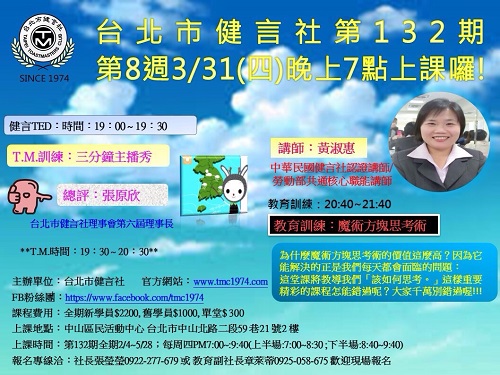 台北市健言社第132期
第8週3/31(四)晚上7點上課囉!
SINCE 1974
健言TED：時間：19：00~19：30
T.M.訓練：三分鐘主播秀
總評：張原欣
台北市健言社理事會第六屆理事長
**T.M.時間：19：30~20：30**
講師：黃淑惠
中華民國健言社認證講師/
勞動部共通核心職能講師
教育訓練：20:40~21:40
教育訓練：魔術方塊思考術
為什麼魔術方塊思考術的價值這麼高？因為它
能解決的正是我們每天都會面臨的問題：
這堂課將教導我們「該如何思考。」這樣重要
精彩的課程怎能錯過呢？大家千萬別錯過喔!!!
主辦單位：台北市健言社 官方網站：www.tmc1974.com
FB粉絲團：https://www.facebook.com/tmc1974
課程費用：全期新學員$2200, 舊學員$1000, 單堂$300
上課地點：中山區民活動中心 台北市中山北路二段59巷21號2樓
上課時間：第132期全期2/4~5/28；每周四PM7:00~:9:40(上半場:7:00~8:30 ;下半場:8:40~9:40)
報名專線洽：社長張瑩瑩0922-277-679 或 教育副社長章萊蒂0925-058-675 歡迎現場報名